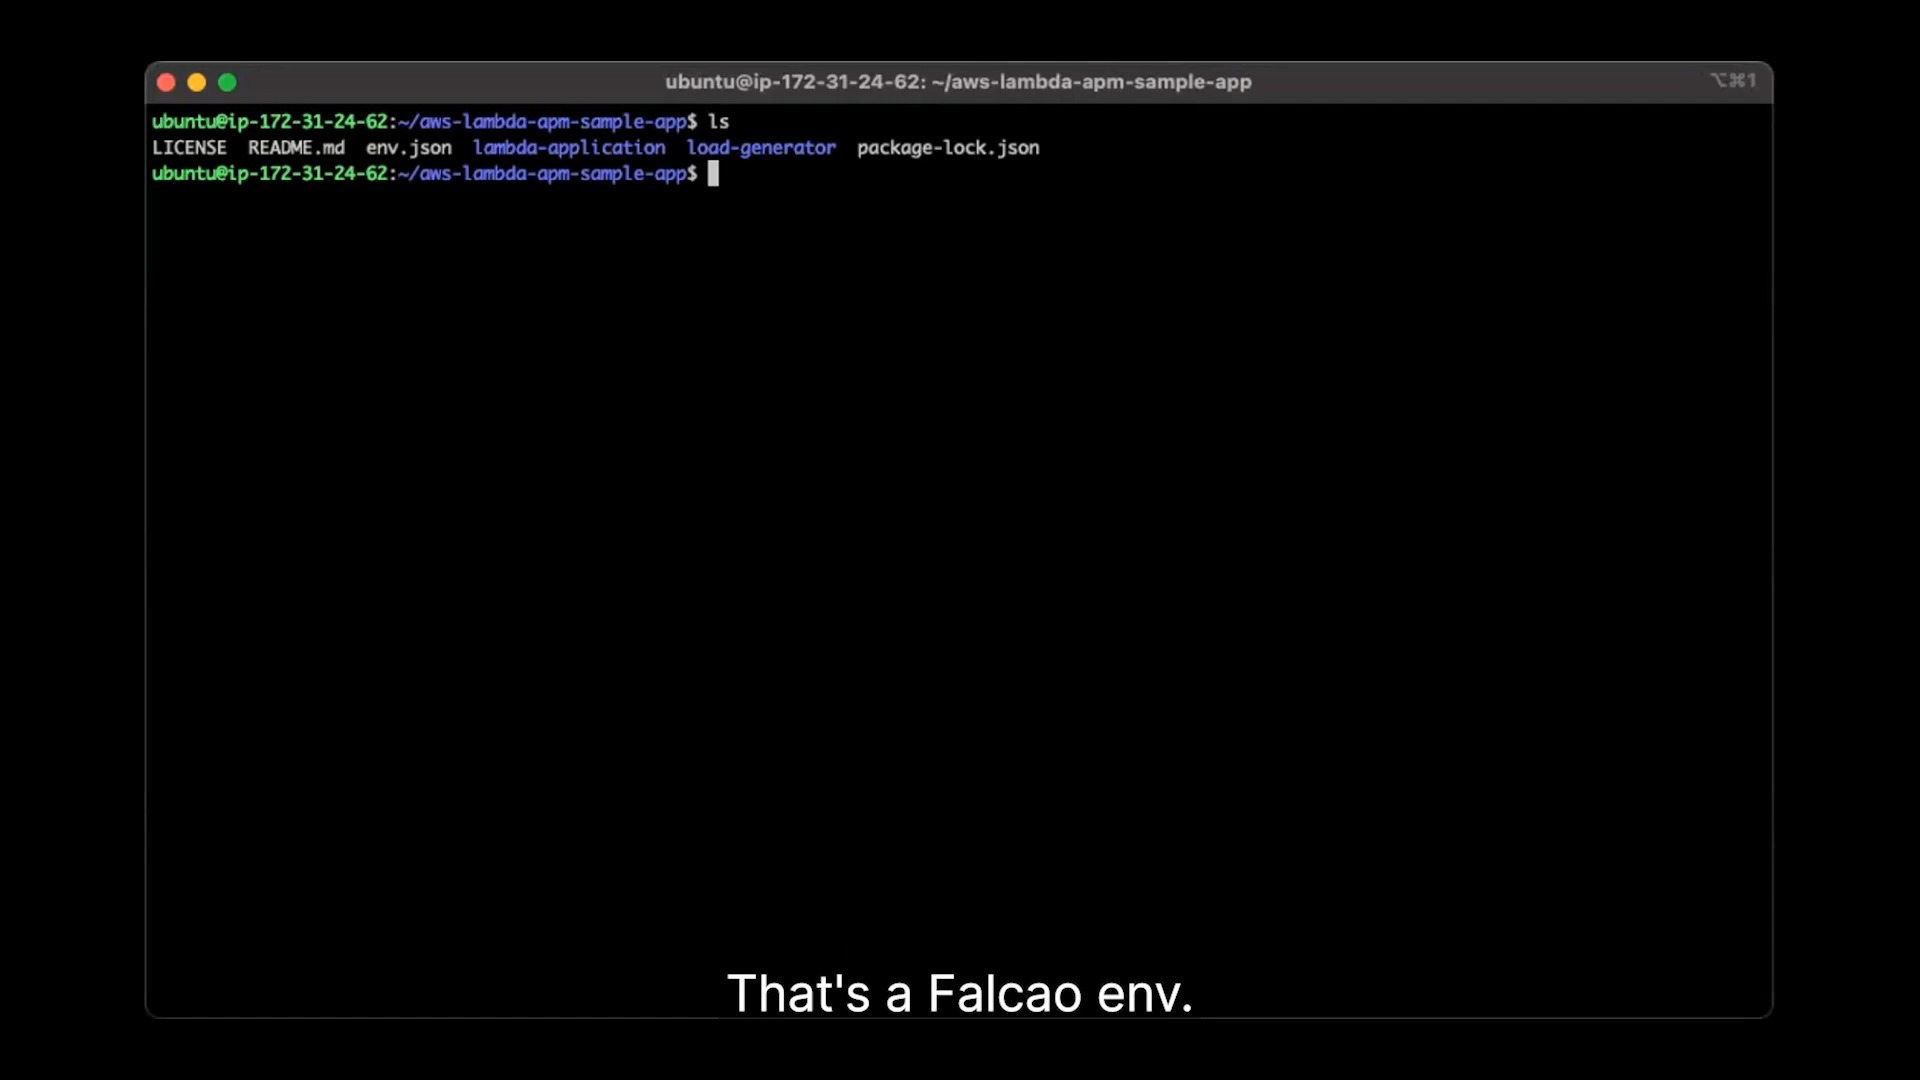 ubuntu@ip-172-31-24-62: ~/aws-lambda-apm-sample-app ⌥⌘1
ubuntu@ip-172-31-24-62:~/aws-lambda-apm-sample-app$ ls
LICENSE README.md env.json lambda-application load-generator package-lock.json
ubuntu@ip-172-31-24-62:~/aws-lambda-apm-sample-app$
That's a Falcao env.